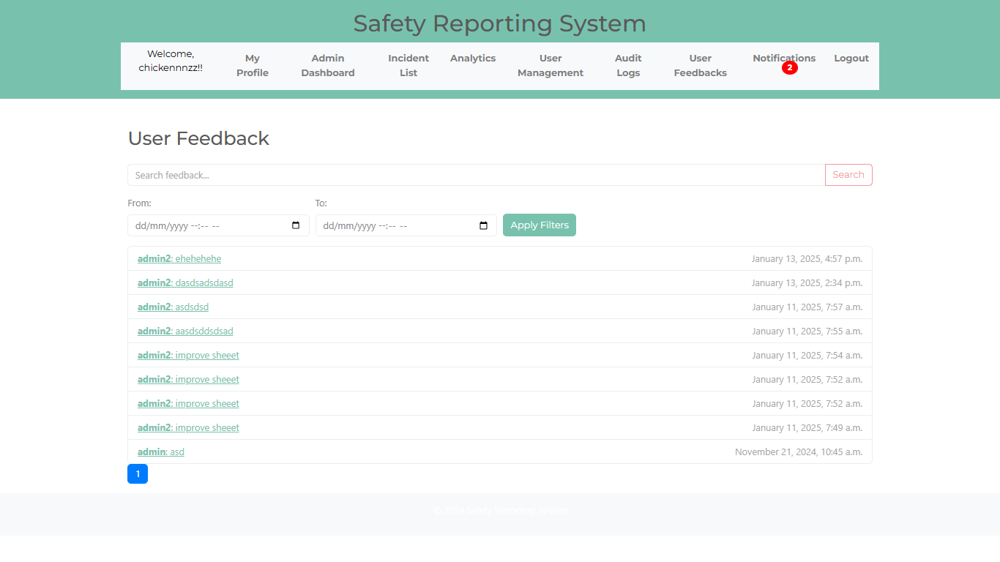 Safety Reporting System
Welcome, chickennnzz!!
My Profile
Admin Dashboard
Incident List
Analytics
User Management
Audit Logs
User Feedbacks
Notifications 2
Logout
User Feedback
Search feedback...
Search
From:
To:
dd/mm/yyyy --:-- --
dd/mm/yyyy --:-- --
Apply Filters
admin2: ehehehehe January 13, 2025, 4:57 p.m.
admin2: dasdsadsdasd January 13, 2025, 2:34 p.m.
admin2: asdsdsd January 11, 2025, 7:57 a.m.
admin2: aasdsddsdsad January 11, 2025, 7:55 a.m.
admin2: improve sheeet January 11, 2025, 7:54 a.m.
admin2: improve sheeet January 11, 2025, 7:52 a.m.
admin2: improve sheeet January 11, 2025, 7:52 a.m.
admin2: improve sheeet January 11, 2025, 7:49 a.m.
admin: asd November 21, 2024, 10:45 a.m.
1
© 2024 Safety Reporting System